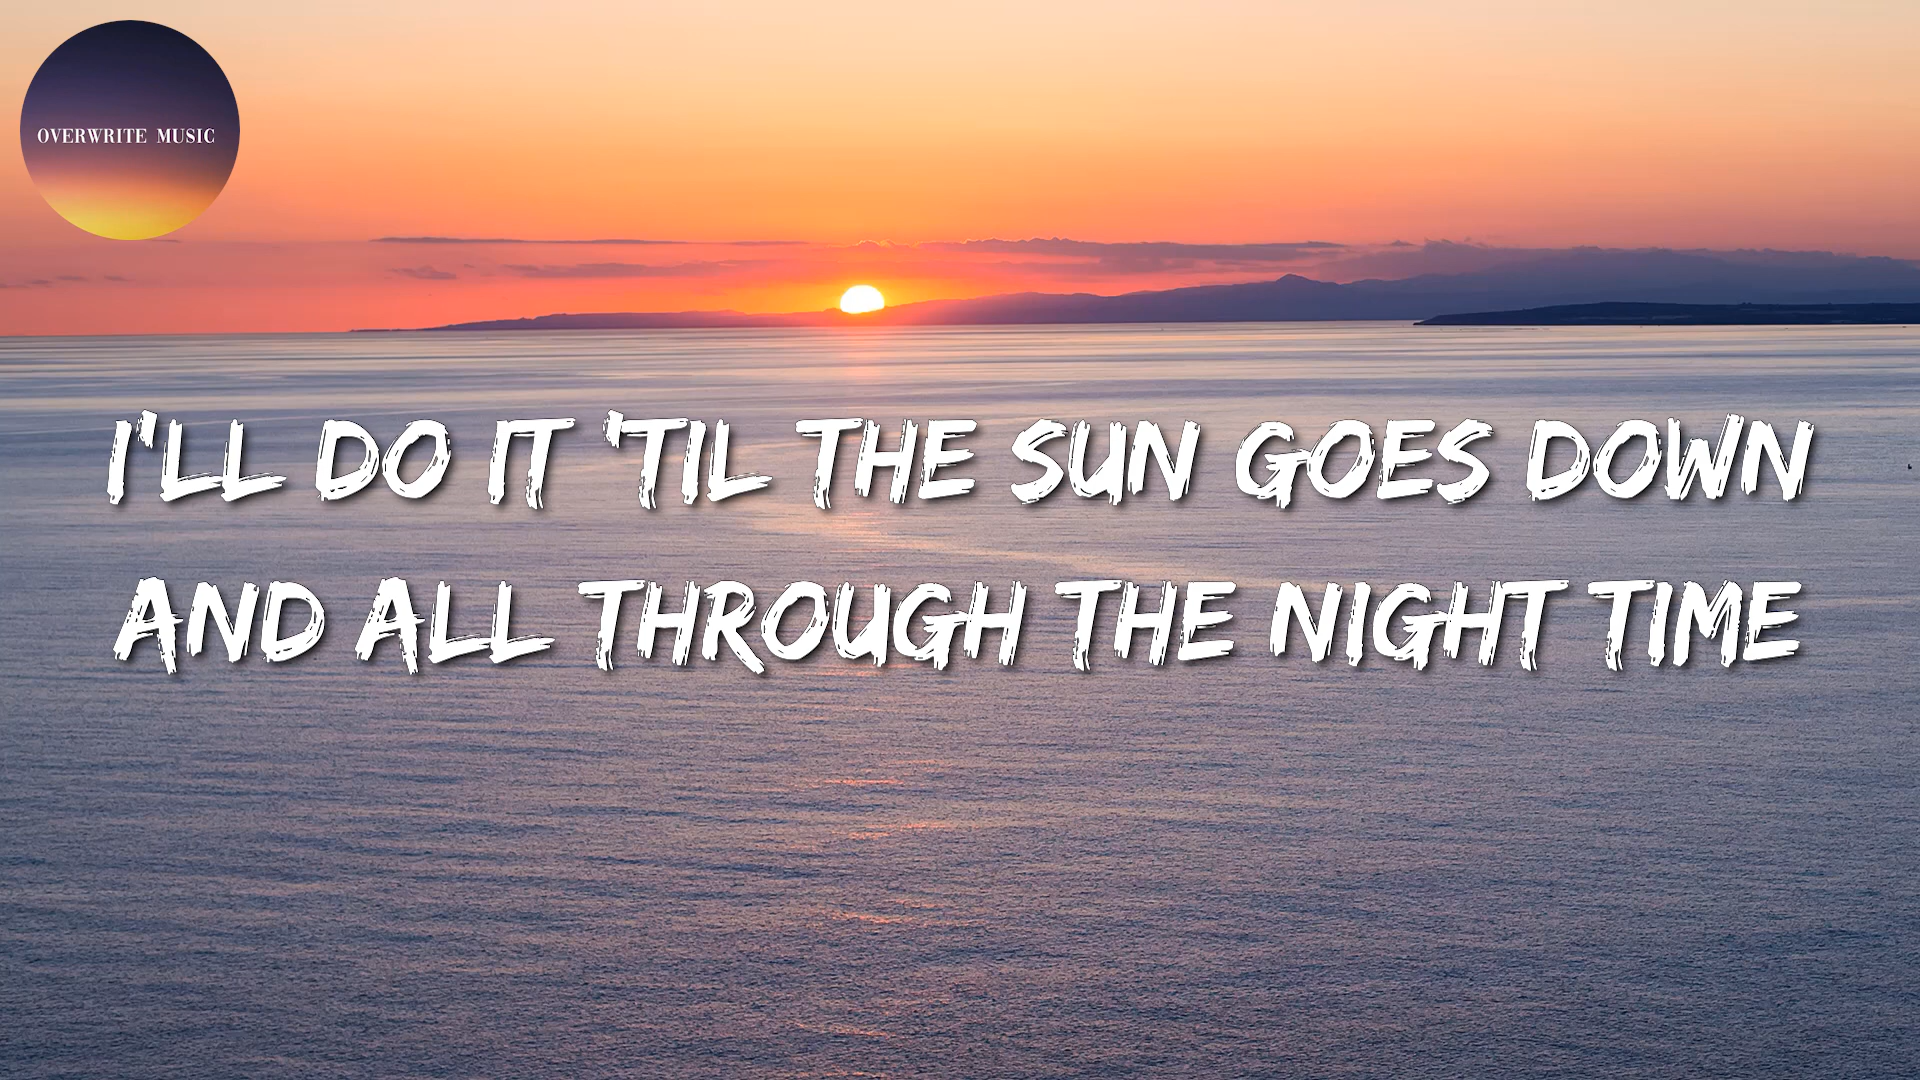 OVERWRITE MUSIC
I'LL DO IT 'TIL THE SUN GOES DOWN
AND ALL THROUGH THE NIGHT TIME